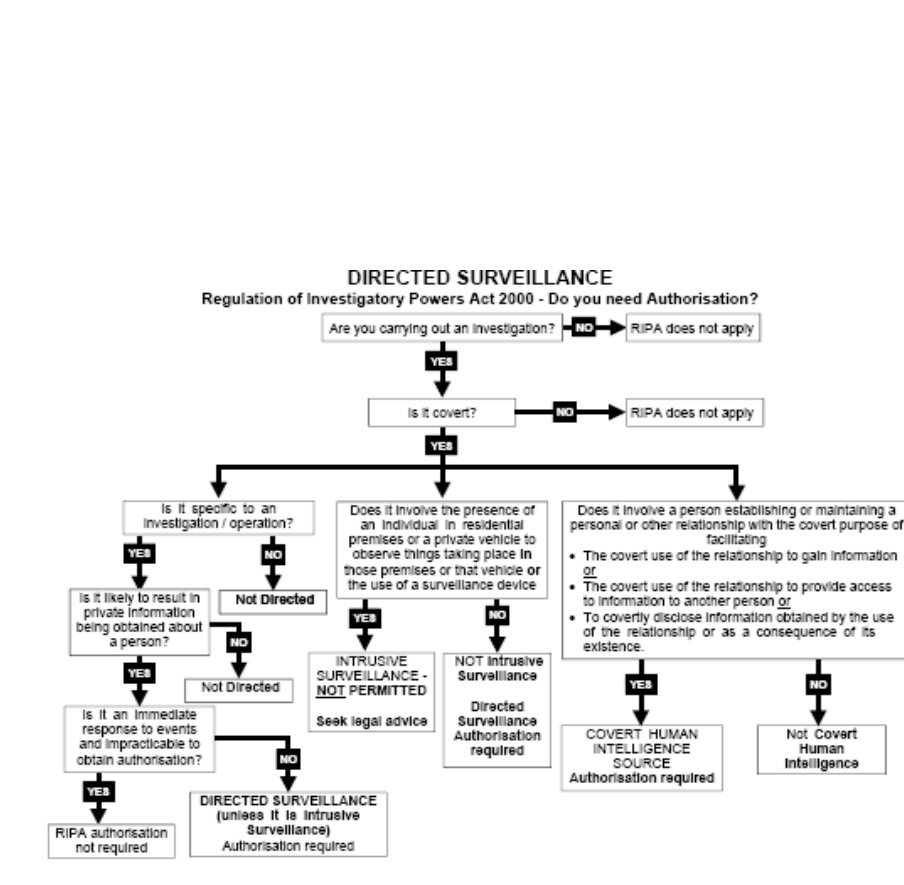 DIRECTED SURVEILLANCE
Regulation of Investigatory Powers Act 2000 - Do you need Authorisation?
Are you carrying out an investigation?
NO
RIPA does not apply
YES
Is it covert?
NO
RIPA does not apply
YES
Is it specific to an
investigation / operation?
YES
NO
Not Directed
Is it likely to result in
private information
being obtained about
a person?
NO
Not Directed
YES
Is it an immediate
response to events
and impracticable to
obtain authorisation?
NO
YES
RIPA authorisation
not required
DIRECTED SURVEILLANCE
(unless it is Intrusive
Surveillance)
Authorisation required
Does it involve the presence of
an individual in residential
premises or a private vehicle to
observe things taking place in
those premises or that vehicle or
the use of a surveillance device
YES
NO
INTRUSIVE
SURVEILLANCE -
NOT PERMITTED
Seek legal advice
NOT Intrusive
Surveillance
Directed
Surveillance
Authorisation
required
Does it involve a person establishing or maintaining a
personal or other relationship with the covert purpose of
facilitating
• The covert use of the relationship to gain information
or
• The covert use of the relationship to provide access
to information to another person or
• To covertly disclose information obtained by the use
of the relationship or as a consequence of its
existence.
YES
NO
COVERT HUMAN
INTELLIGENCE
SOURCE
Authorisation required
Not Covert
Human
Intelligence